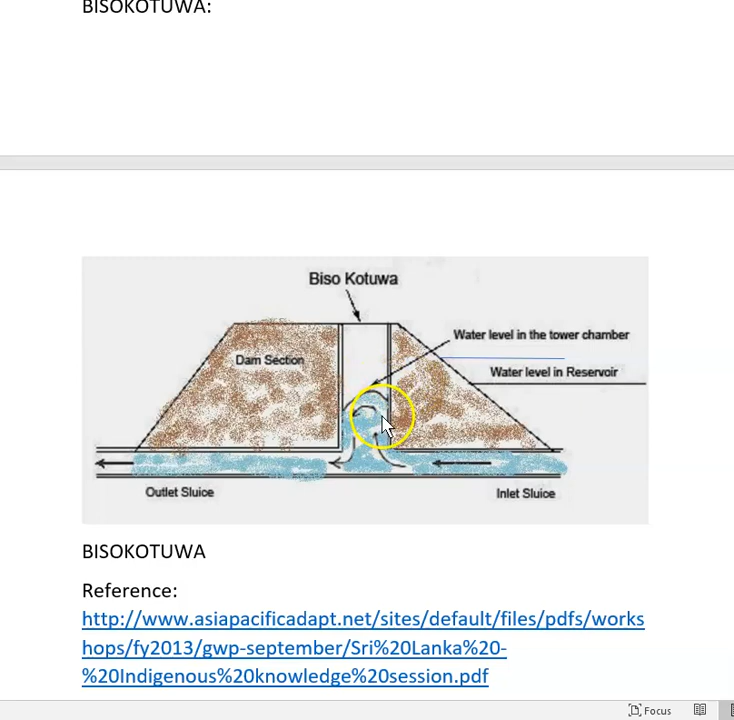 BISOKOTUWA:
Biso Kotuwa
Water level in the tower chamber
Dam Section
Water level in Reservoir
Outlet Sluice
Inlet Sluice
BISOKOTUWA
Reference:
http://www.asiapacificadapt.net/sites/default/files/pdfs/works
hops/fy2013/gwp-september/Sri%20Lanka%20-
%20Indigenous%20knowledge%20session.pdf
Focus